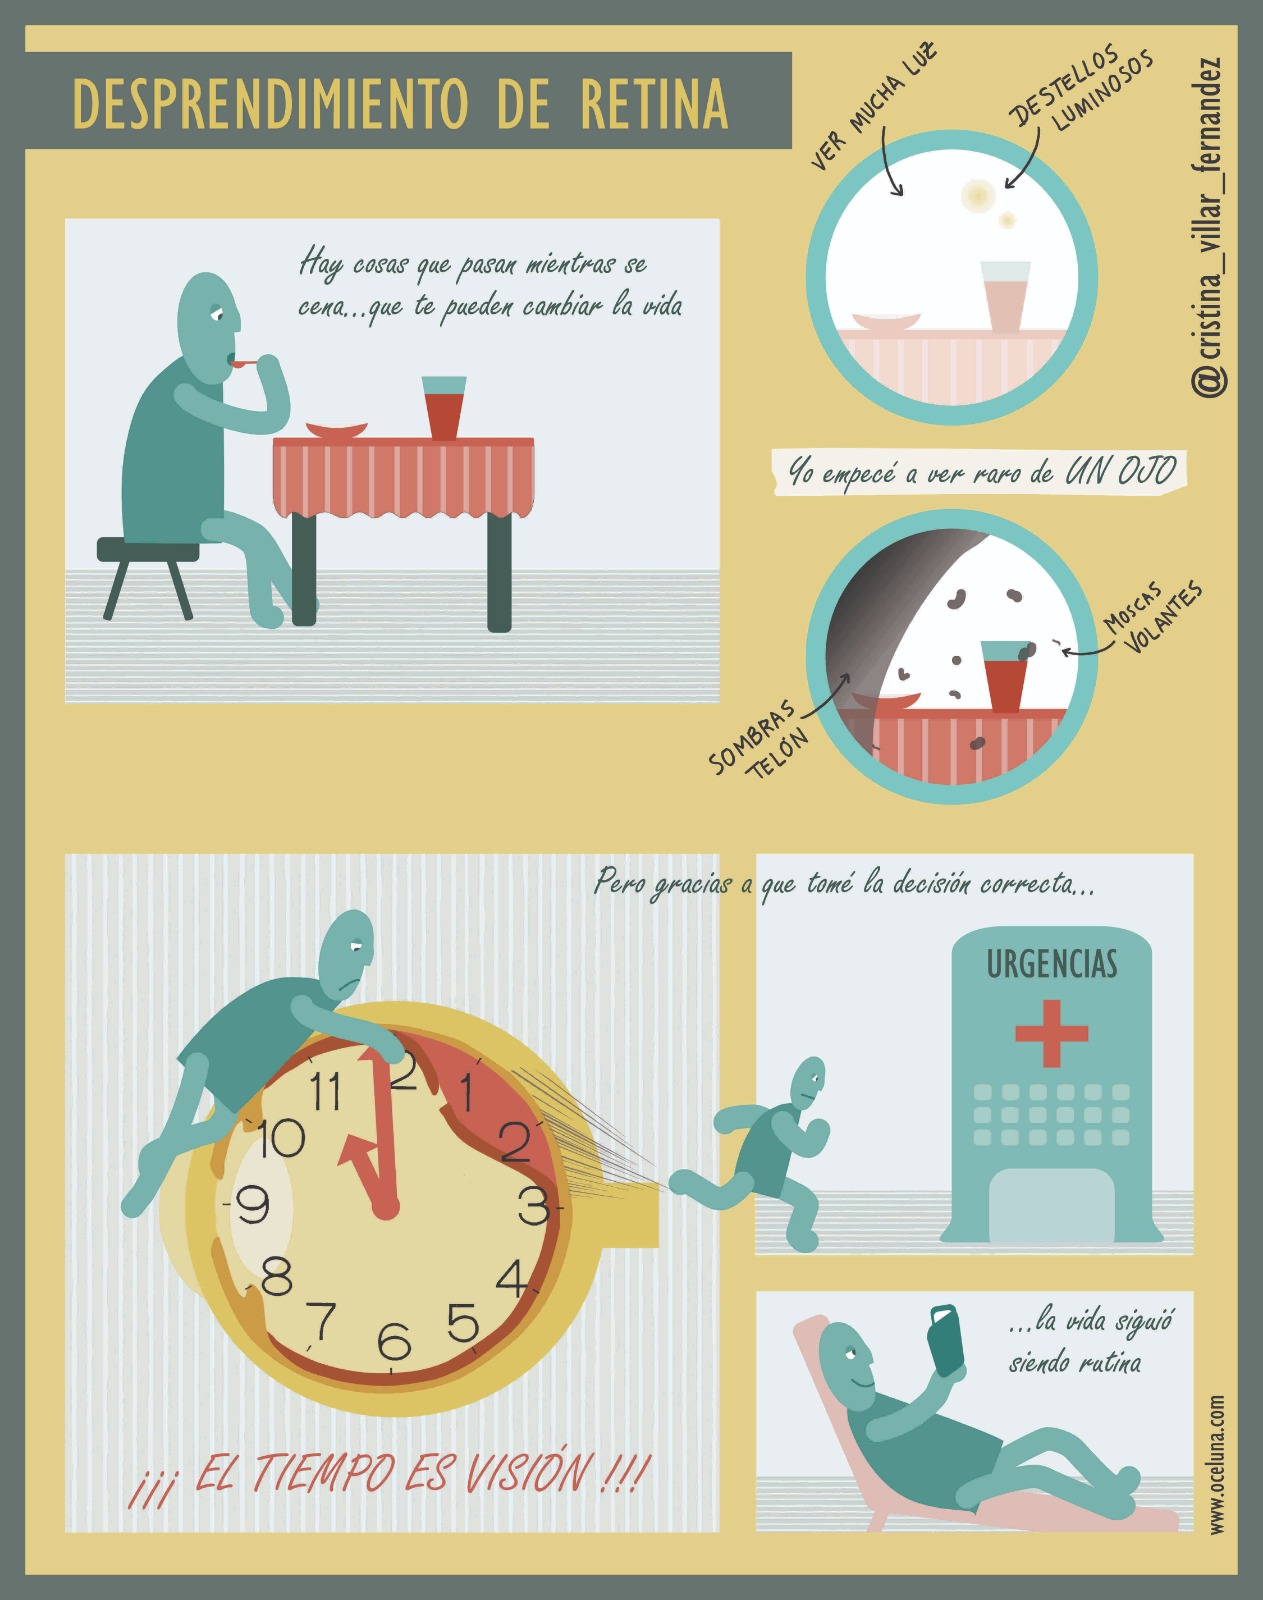 DESPRENDIMIENTO DE RETINA
Hay cosas que pasan mientras se
cena...que te pueden cambiar la vida
VER MUCHA LUZ
DESTELLOS
LUMINOSOS
@cristina_villar_fernandez
Yo empecé a ver raro de UN OJO
MOSCAS
VOLANTES
SOMBRAS
TELÓN
Pero gracias a que tomé la decisión correcta...
11
2
1
10
2
9
3
8
4
7
6
5
¡¡¡ EL TIEMPO ES VISIÓN !!!
URGENCIAS
...la vida siguió
siendo rutina
www.oceluna.com